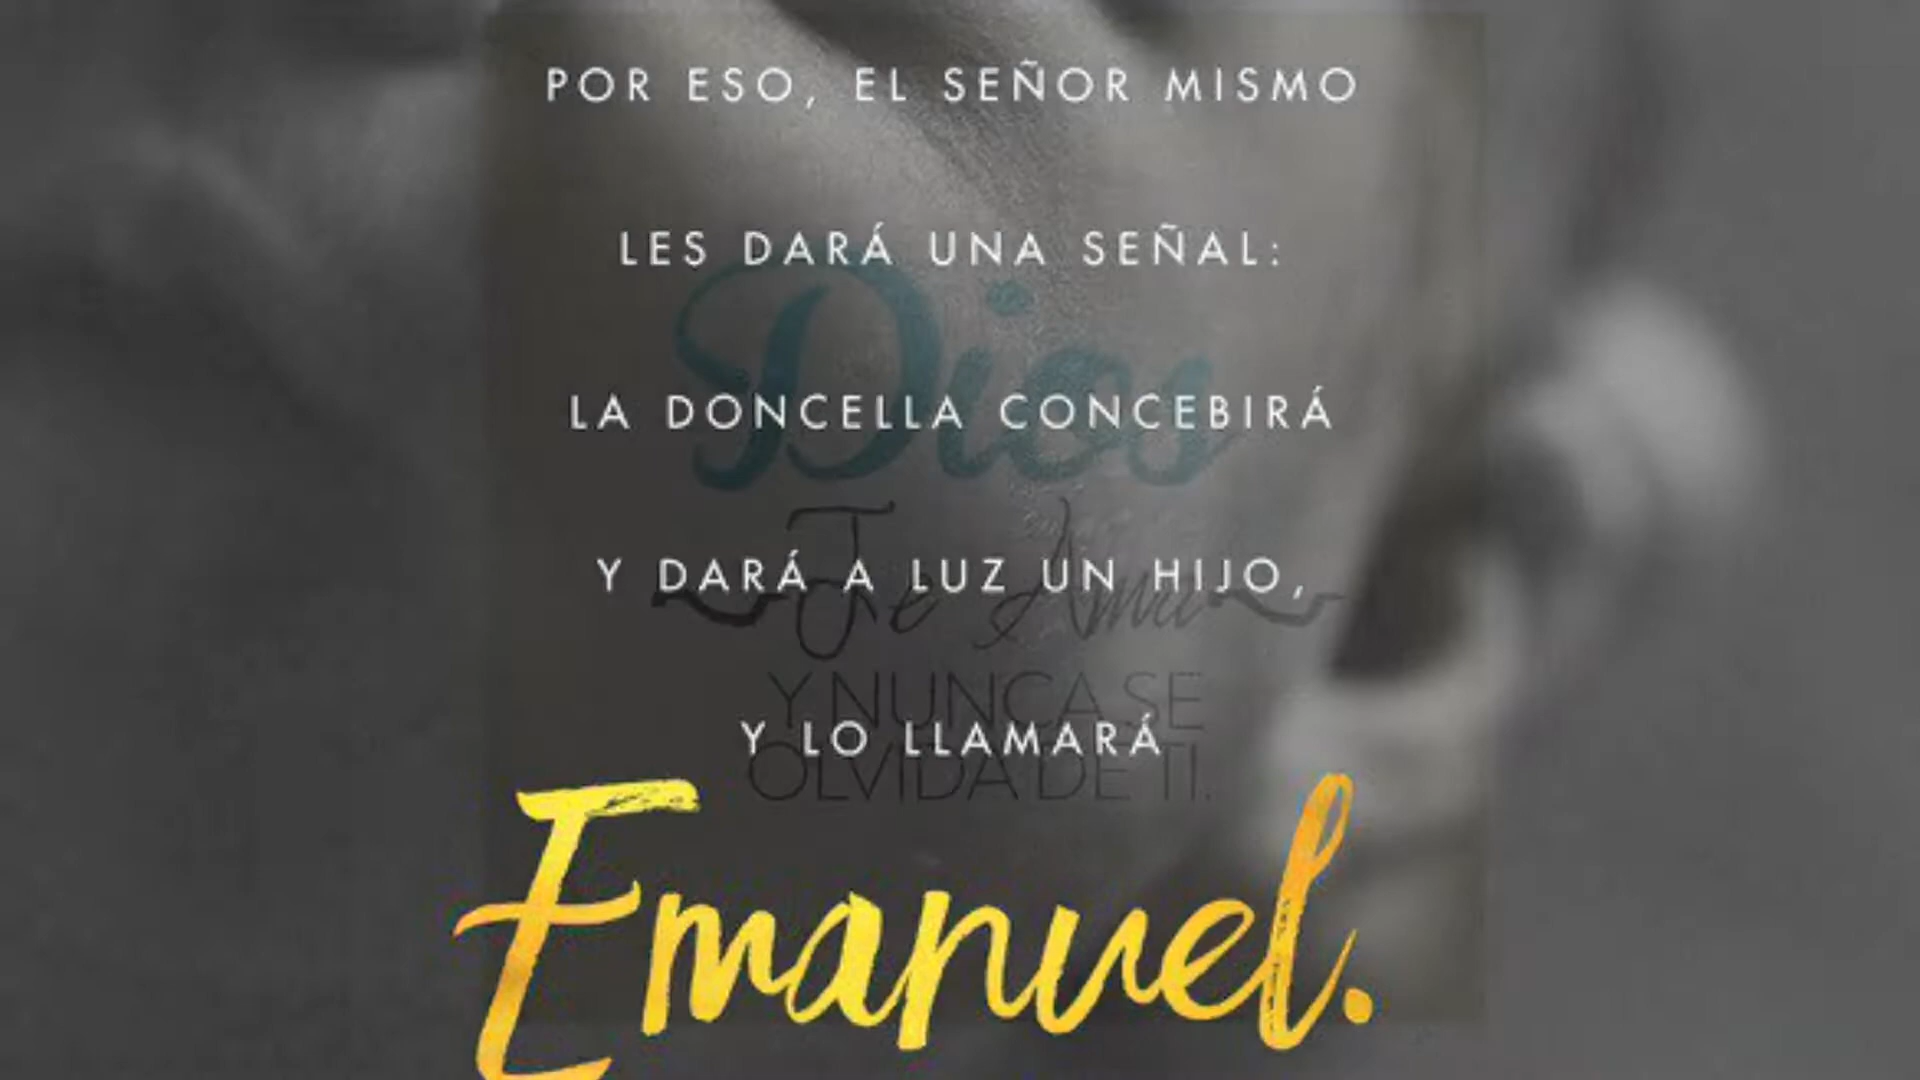 POR ESO, EL SEÑOR MISMO
LES DARÁ UNA SEÑAL:
LA DONCELLA CONCEBIRÁ
Y DARÁ A LUZ UN HIJO,
Y LO LLAMARÁ
Emanuel.
Dios
Te Ama
Y NUNCA SE
OLVIDA DE TI.